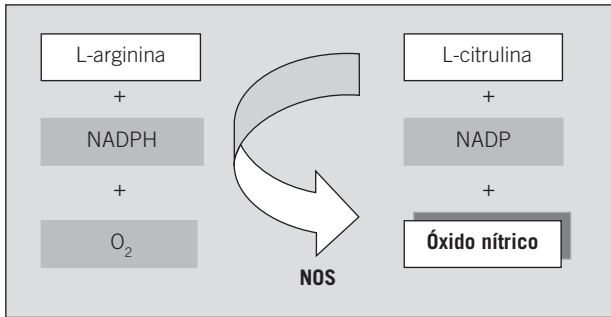 L-arginina
+
NADPH
+
O₂
NOS
L-citrulina
+
NADP
+
Óxido nítrico